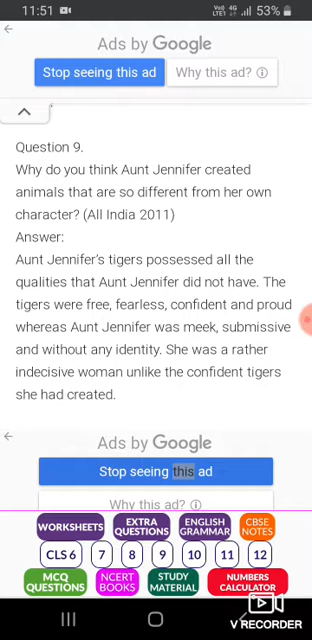 11:51 53%
Ads by Google
Stop seeing this ad Why this ad?
Question 9.
Why do you think Aunt Jennifer created
animals that are so different from her own
character? (All India 2011)
Answer:
Aunt Jennifer's tigers possessed all the
qualities that Aunt Jennifer did not have. The
tigers were free, fearless, confident and proud
whereas Aunt Jennifer was meek, submissive
and without any identity. She was a rather
indecisive woman unlike the confident tigers
she had created.
Ads by Google
Stop seeing this ad
Why this ad?
WORKSHEETS EXTRA QUESTIONS ENGLISH GRAMMAR CBSE NOTES
CLS 6 7 8 9 10 11 12
MCQ QUESTIONS NCERT BOOKS STUDY MATERIAL NUMBERS CALCULATOR
V RECORDER